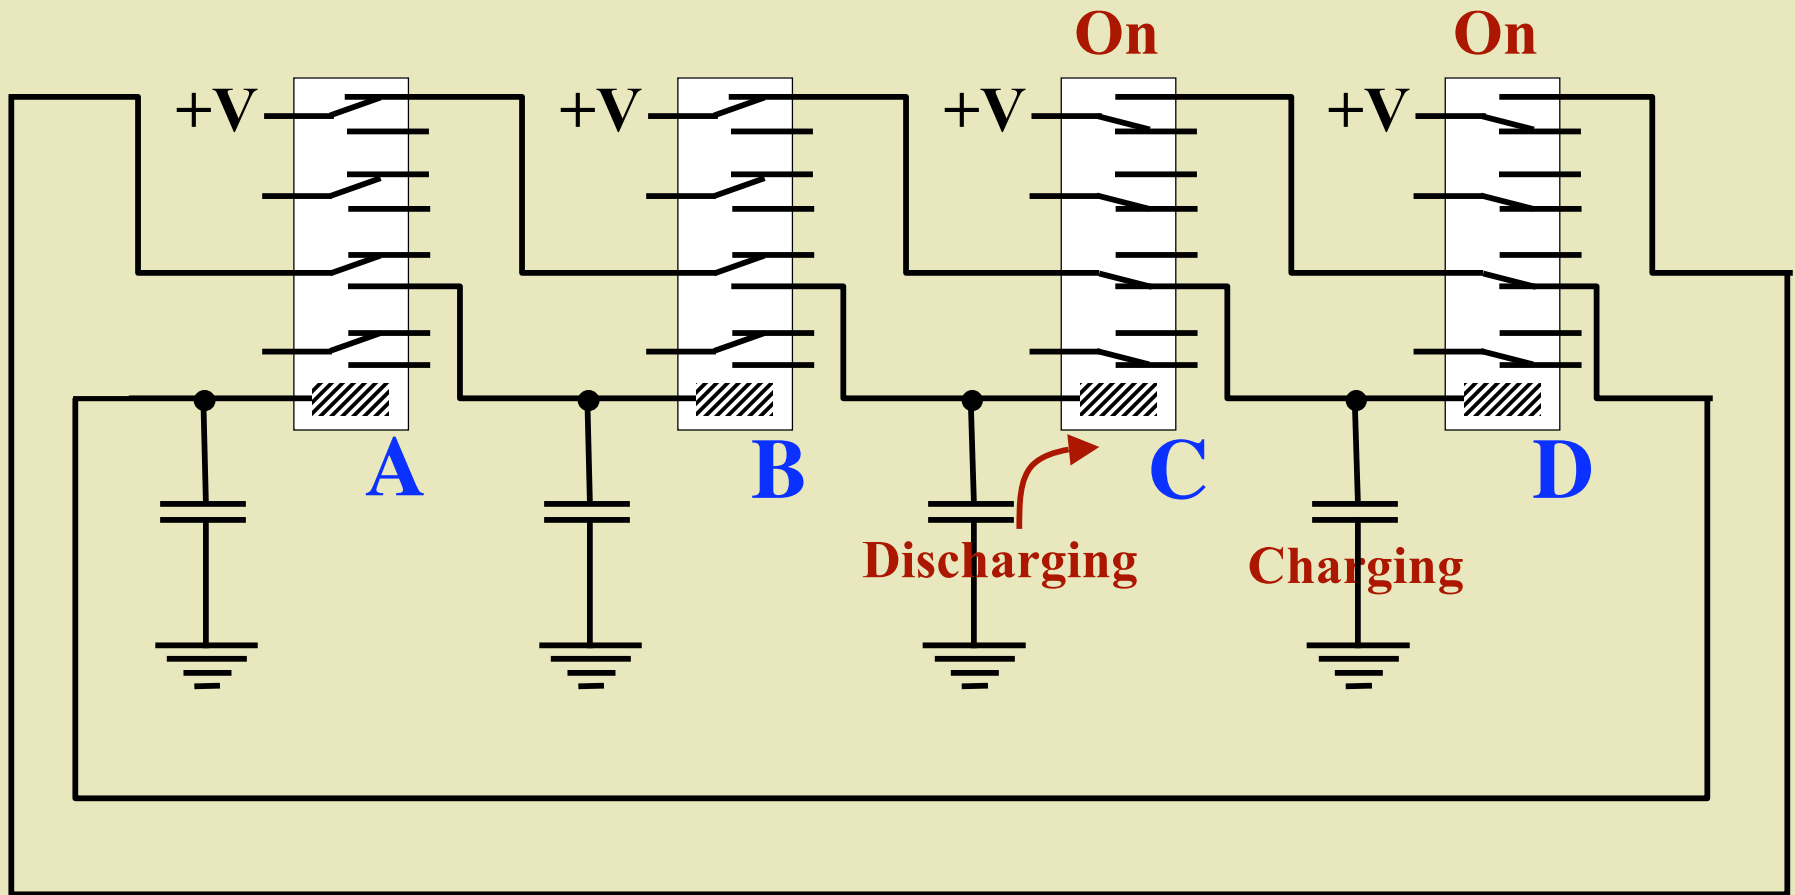 On On
+V +V +V +V
A B C D
Discharging Charging